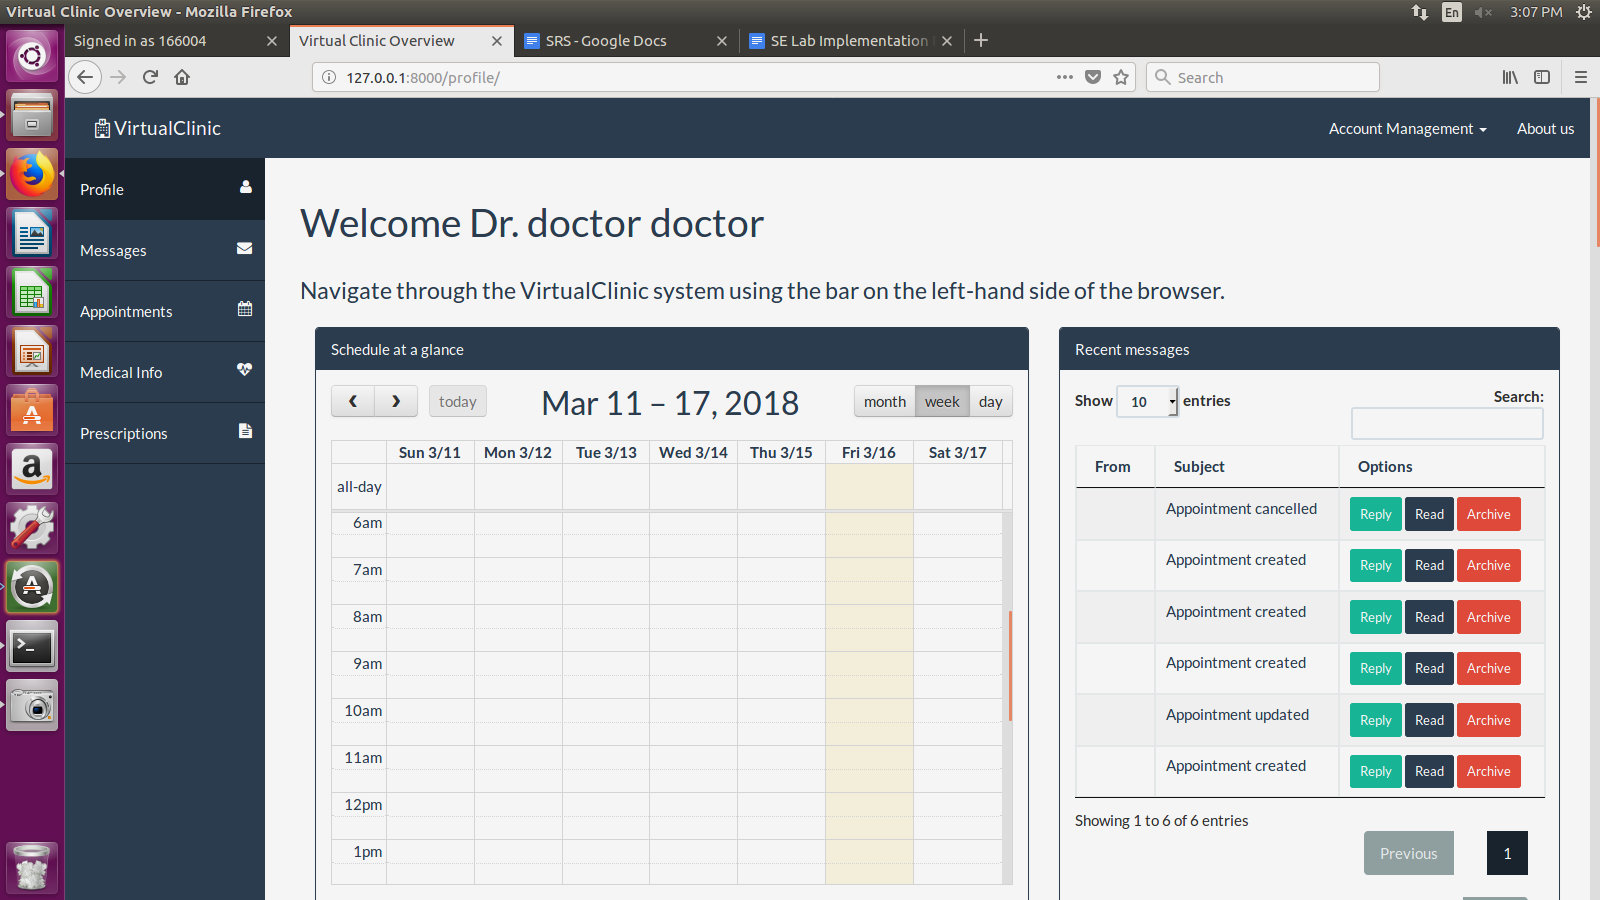 Virtual Clinic Overview - Mozilla Firefox
En
3:07 PM
Signed in as 166004
Virtual Clinic Overview
SRS - Google Docs
SE Lab Implementation
127.0.0.1:8000/profile/
Search
VirtualClinic
Account Management
About us
Profile
Messages
Appointments
Medical Info
Prescriptions
Welcome Dr. doctor doctor
Navigate through the VirtualClinic system using the bar on the left-hand side of the browser.
Schedule at a glance
today
Mar 11 – 17, 2018
month week day
Sun 3/11 Mon 3/12 Tue 3/13 Wed 3/14 Thu 3/15 Fri 3/16 Sat 3/17
all-day
6am
7am
8am
9am
10am
11am
12pm
1pm
Recent messages
Show 10 entries
Search:
From Subject Options
Appointment cancelled Reply Read Archive
Appointment created Reply Read Archive
Appointment created Reply Read Archive
Appointment created Reply Read Archive
Appointment updated Reply Read Archive
Appointment created Reply Read Archive
Showing 1 to 6 of 6 entries
Previous 1